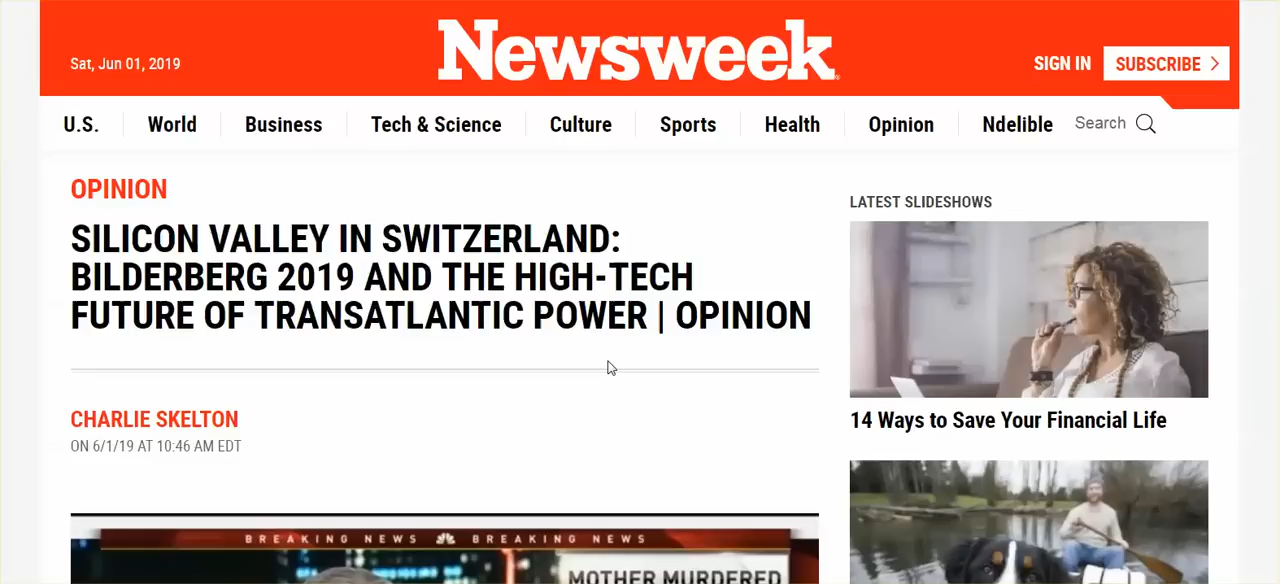 Newsweek
Sat, Jun 01, 2019
SIGN IN
SUBSCRIBE
U.S.
World
Business
Tech & Science
Culture
Sports
Health
Opinion
Ndelible
Search
OPINION
SILICON VALLEY IN SWITZERLAND:
BILDERBERG 2019 AND THE HIGH-TECH
FUTURE OF TRANSATLANTIC POWER | OPINION
CHARLIE SKELTON
ON 6/1/19 AT 10:46 AM EDT
BREAKING NEWS BREAKING NEWS
MOTHER MURDERED
LATEST SLIDESHOWS
14 Ways to Save Your Financial Life